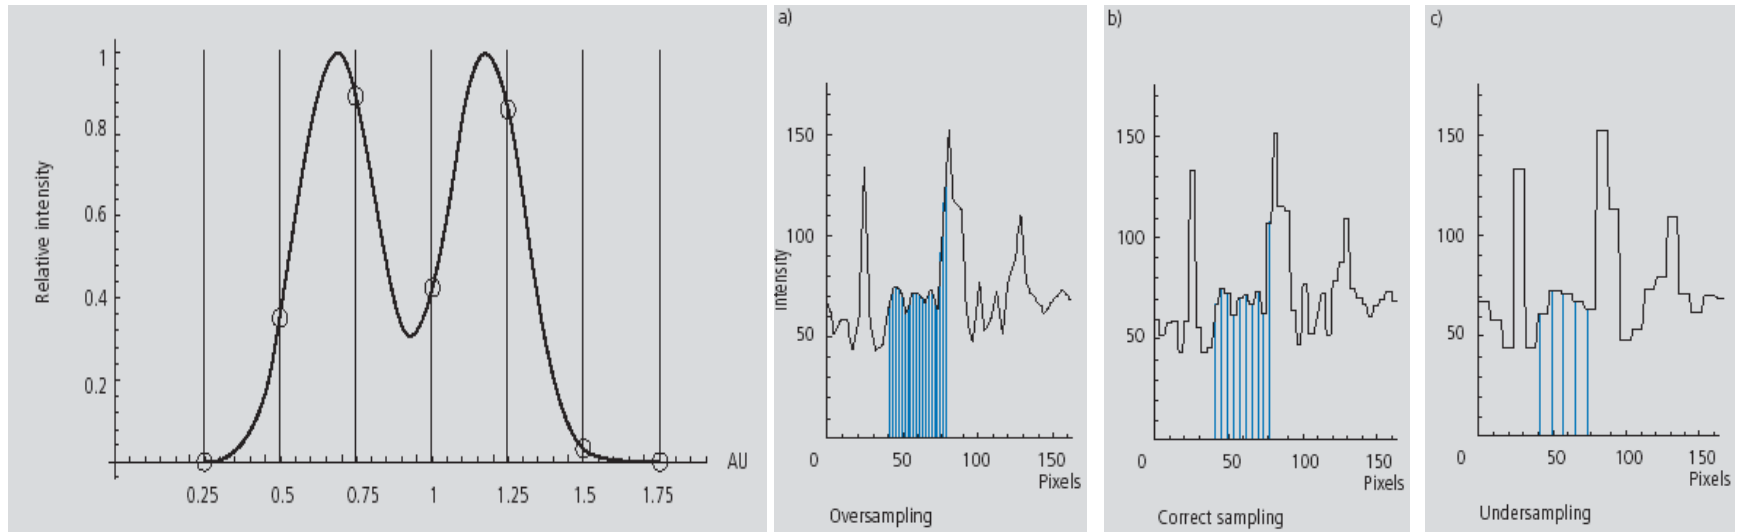 Relative intensity
1
0.8
0.6
0.4
0.2
0.25 0.5 0.75 1 1.25 1.5 1.75
AU
a)
Intensity
150
100
50
0 50 100 150
Pixels
Oversampling
b)
150
100
50
0 50 100 150
Pixels
Correct sampling
c)
150
100
50
0 50 100 150
Pixels
Undersampling